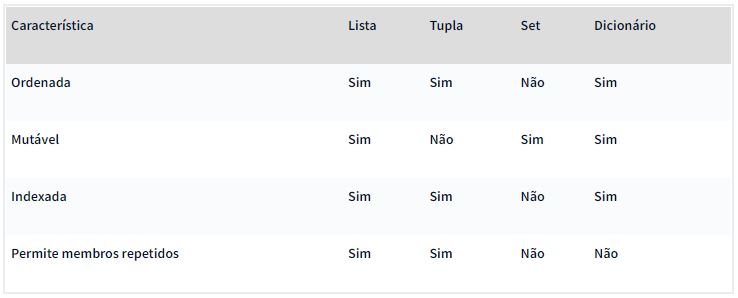 Característica Lista Tupla Set Dicionário
Ordenada Sim Sim Não Sim
Mutável Sim Não Sim Sim
Indexada Sim Sim Não Sim
Permite membros repetidos Sim Sim Não Não